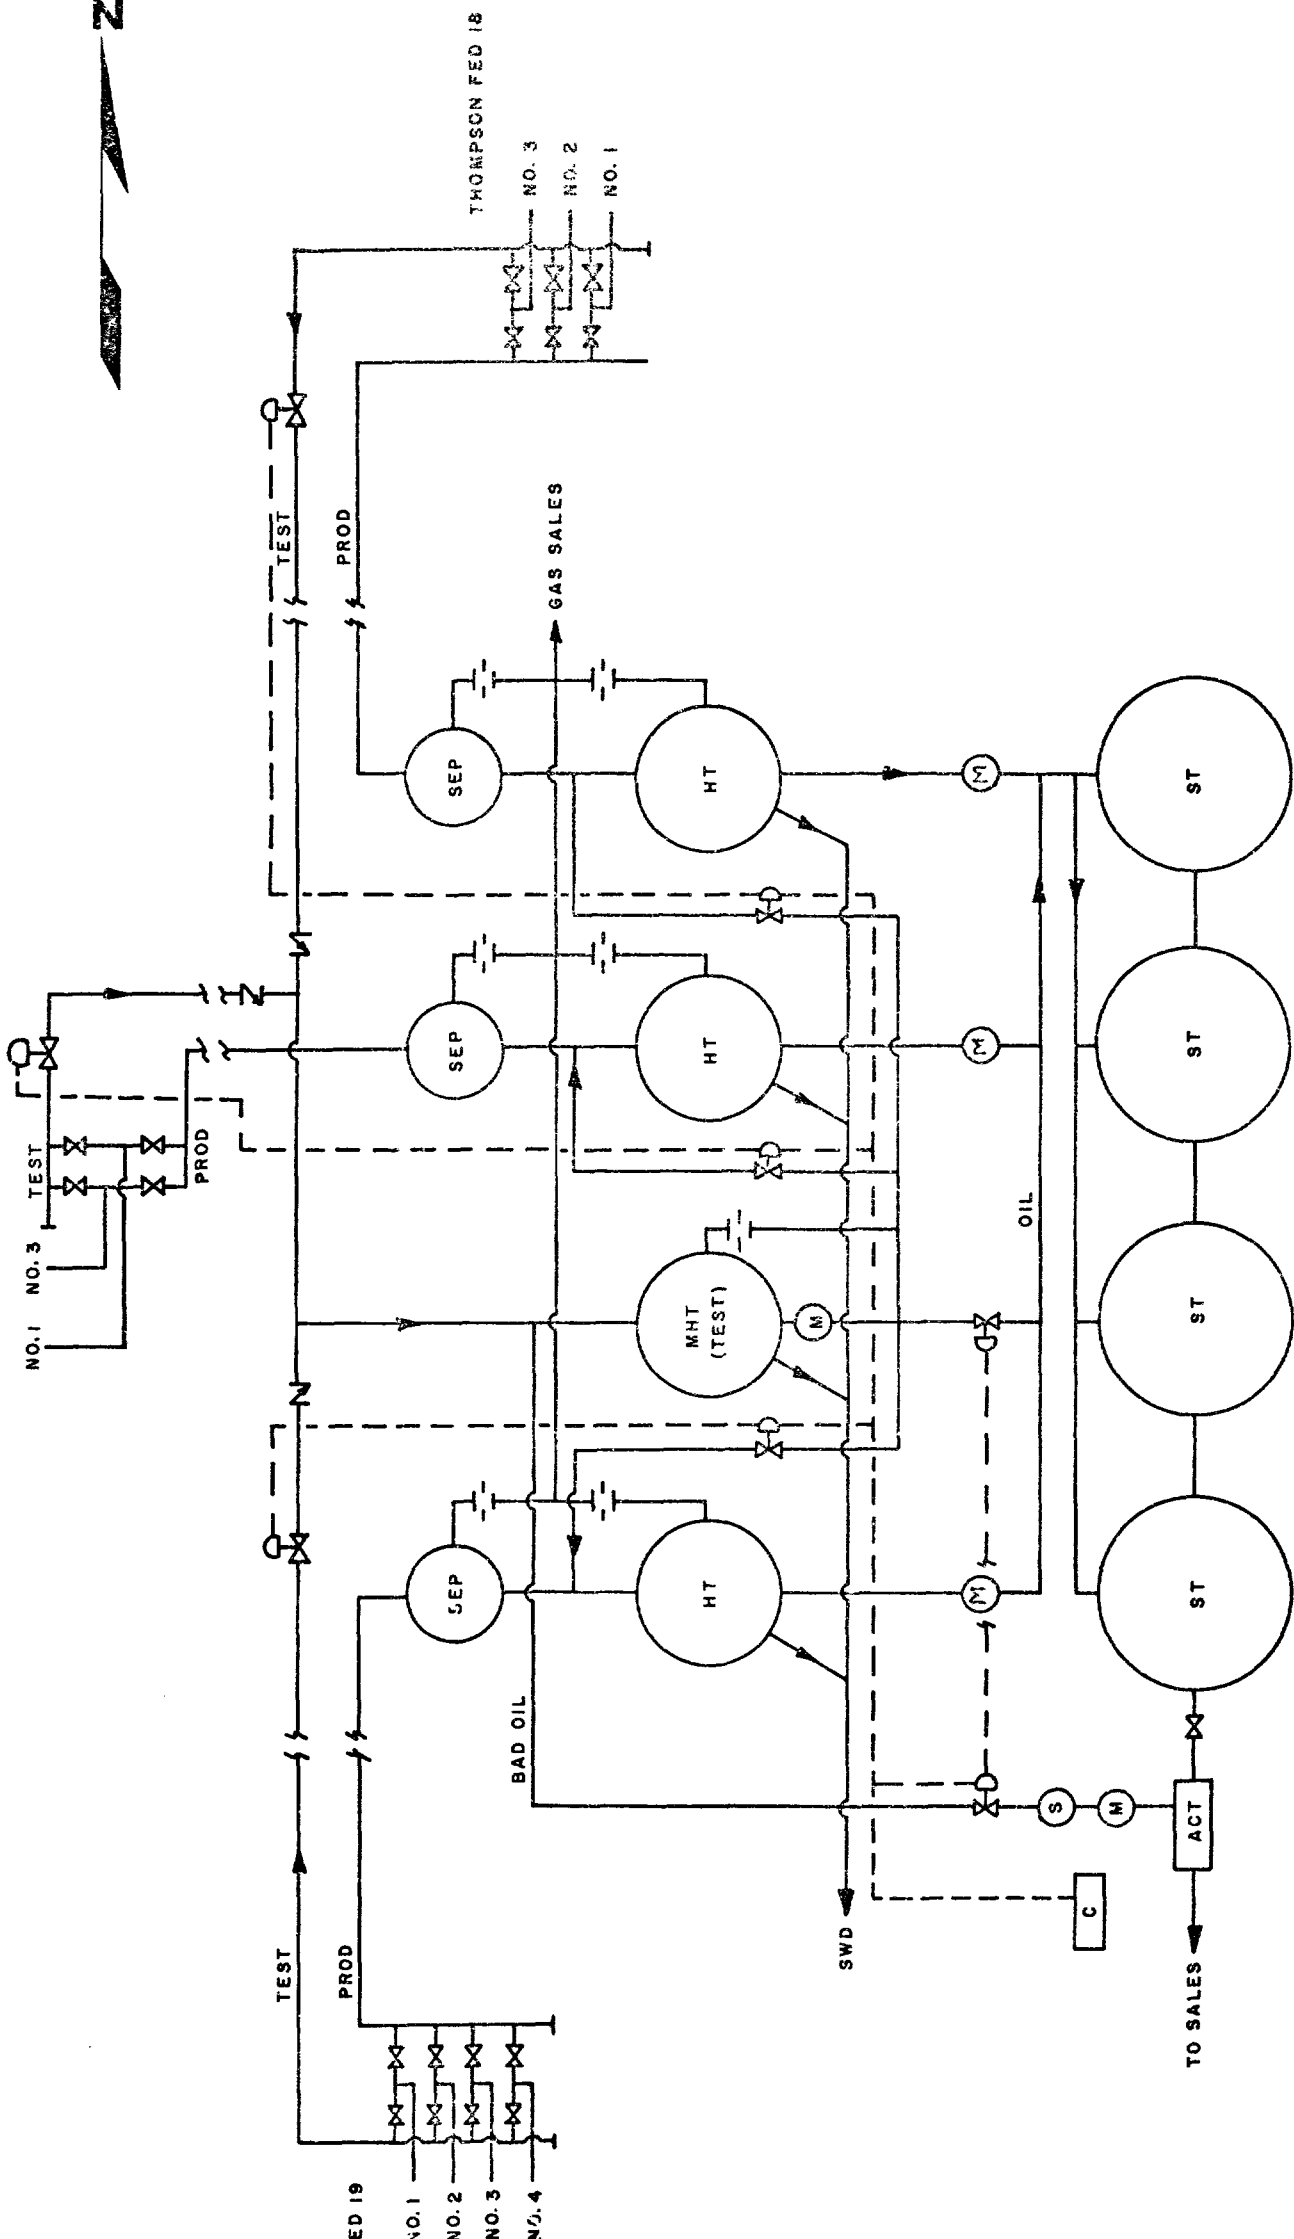 Z
THOMPSON FED 18
NO. 3
NO. 2
NO. 1
TEST
PROD
GAS SALES
SEP
HT
M
ST
NO. 1
NO. 3
TEST
PROD
SEP
HT
M
ST
MHT
(TEST)
M
OIL
ST
SEP
HT
M
ST
BAD OIL
S
M
ACT
C
SWD
TO SALES
TEST
PROD
ED 19
NO. 1
NO. 2
NO. 3
NO. 4